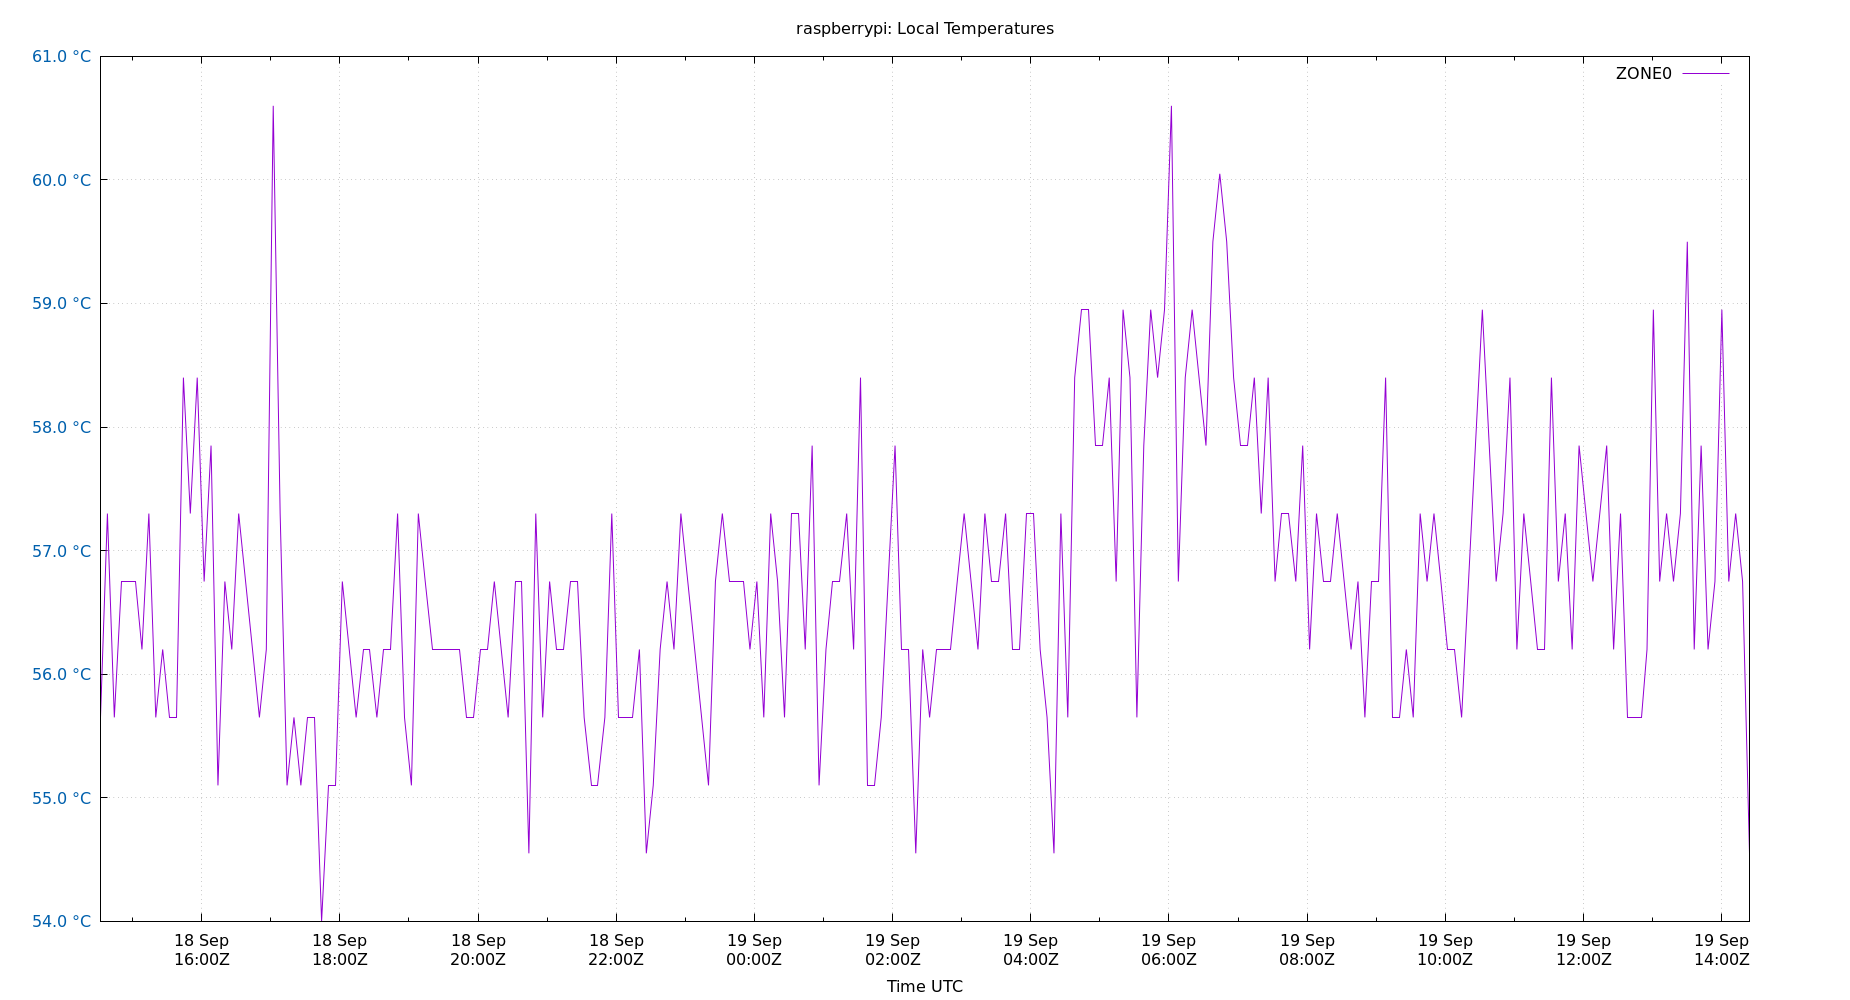 raspberrypi: Local Temperatures
61.0 °C
60.0 °C
59.0 °C
58.0 °C
57.0 °C
56.0 °C
55.0 °C
54.0 °C
ZONE0
18 Sep 18 Sep 18 Sep 18 Sep 19 Sep 19 Sep 19 Sep 19 Sep 19 Sep 19 Sep 19 Sep 19 Sep
16:00Z 18:00Z 20:00Z 22:00Z 00:00Z 02:00Z 04:00Z 06:00Z 08:00Z 10:00Z 12:00Z 14:00Z
Time UTC